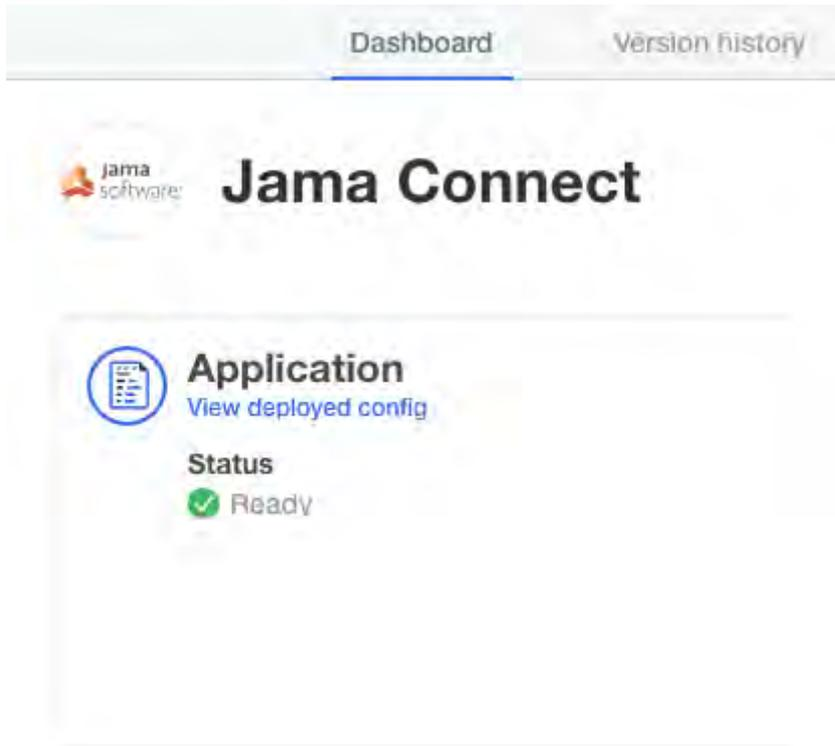 Dashboard Version history
jama
software
Jama Connect
Application
View deployed config
Status
Ready